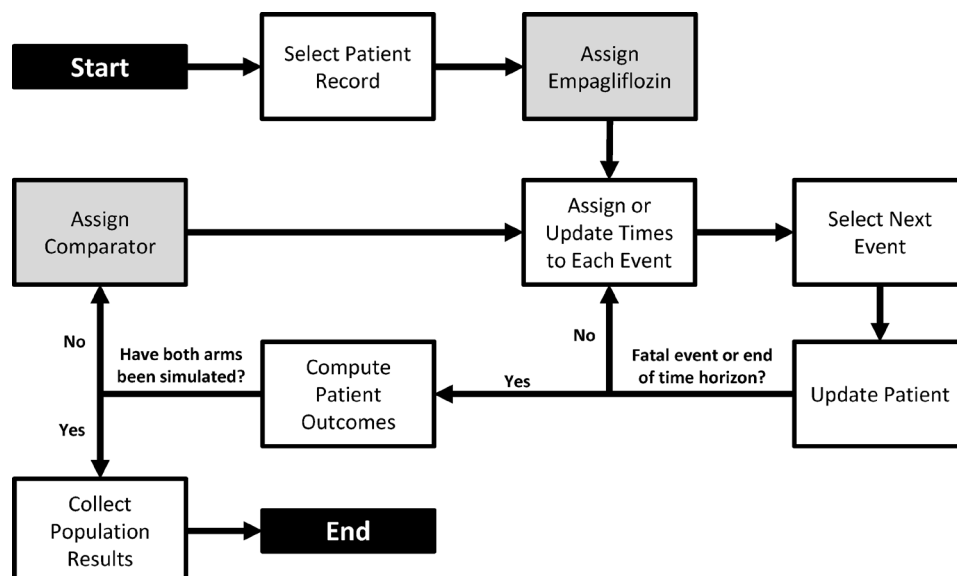 Start
Select Patient
Record
Assign
Empagliflozin
Assign
Comparator
Assign or
Update Times
to Each Event
Select Next
Event
No
Have both arms
been simulated?
Compute
Patient
Outcomes
Yes
No
Fatal event or end
of time horizon?
Update Patient
Yes
Collect
Population
Results
End